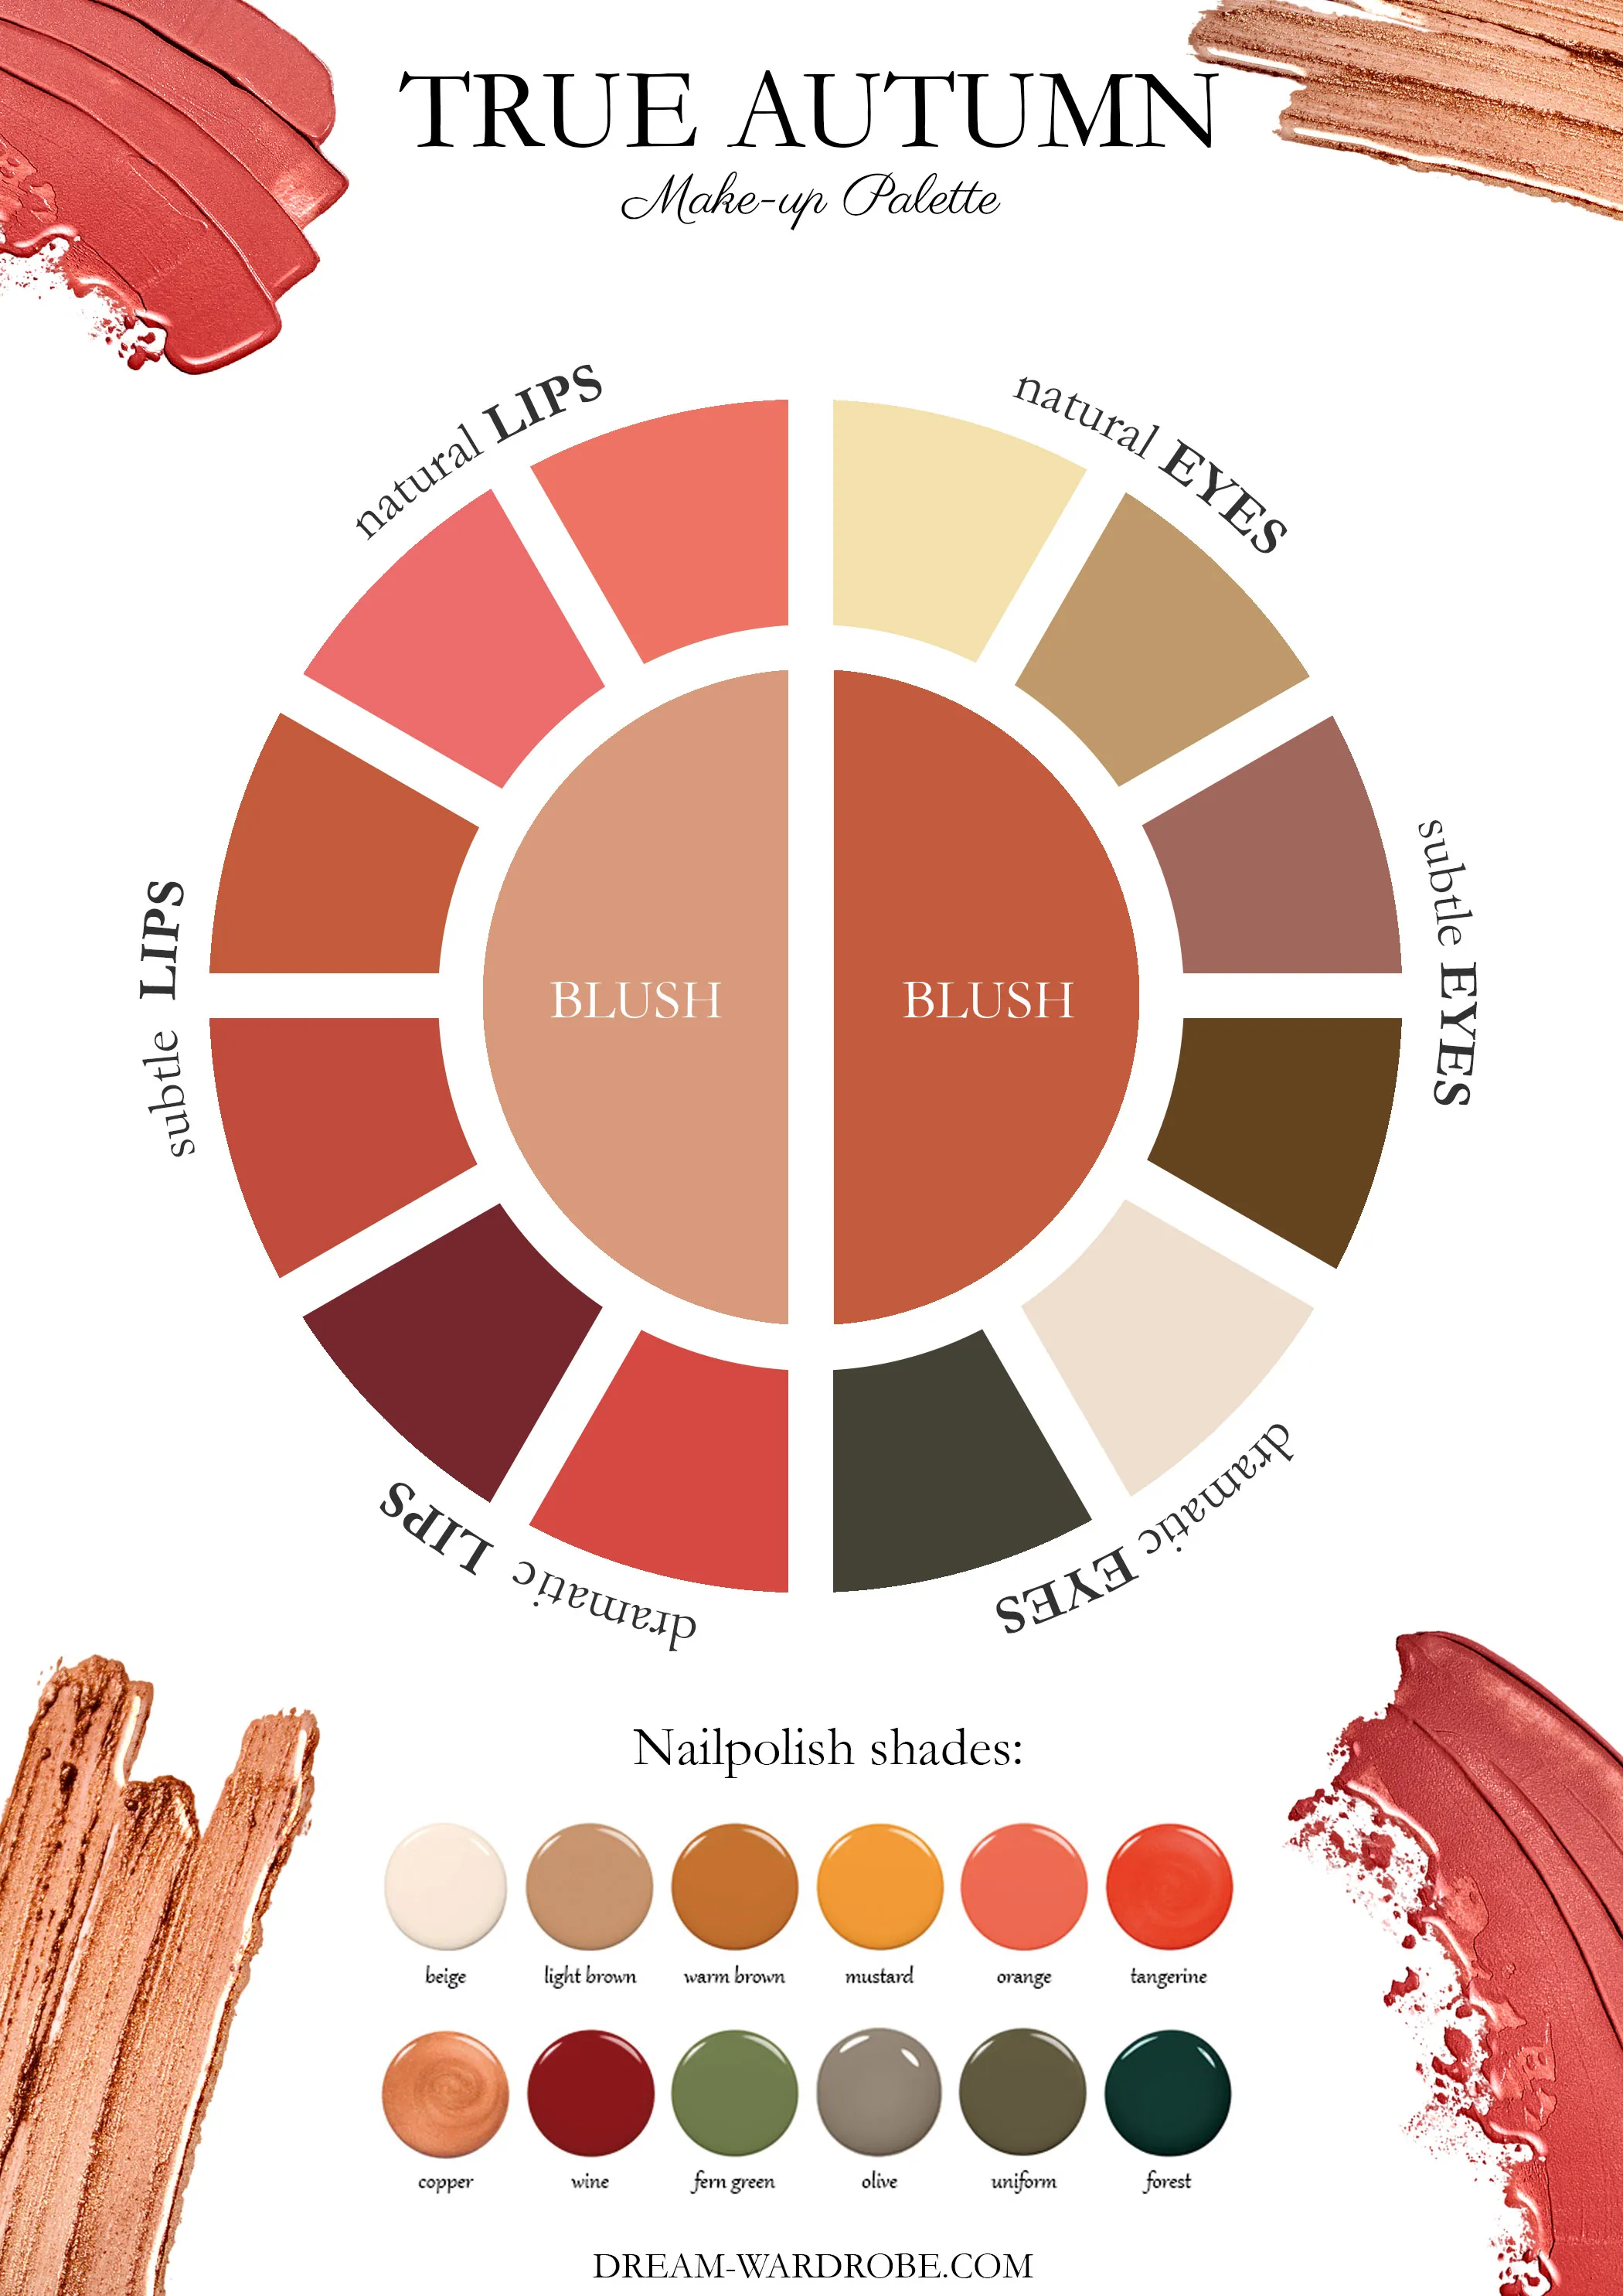 TRUE AUTUMN
Make-up Palette
natural LIPS
natural EYES
subtle LIPS
subtle EYES
BLUSH
BLUSH
dramatic LIPS
dramatic EYES
Nailpolish shades:
beige light brown warm brown mustard orange tangerine
copper wine fern green olive uniform forest
DREAM-WARDROBE.COM